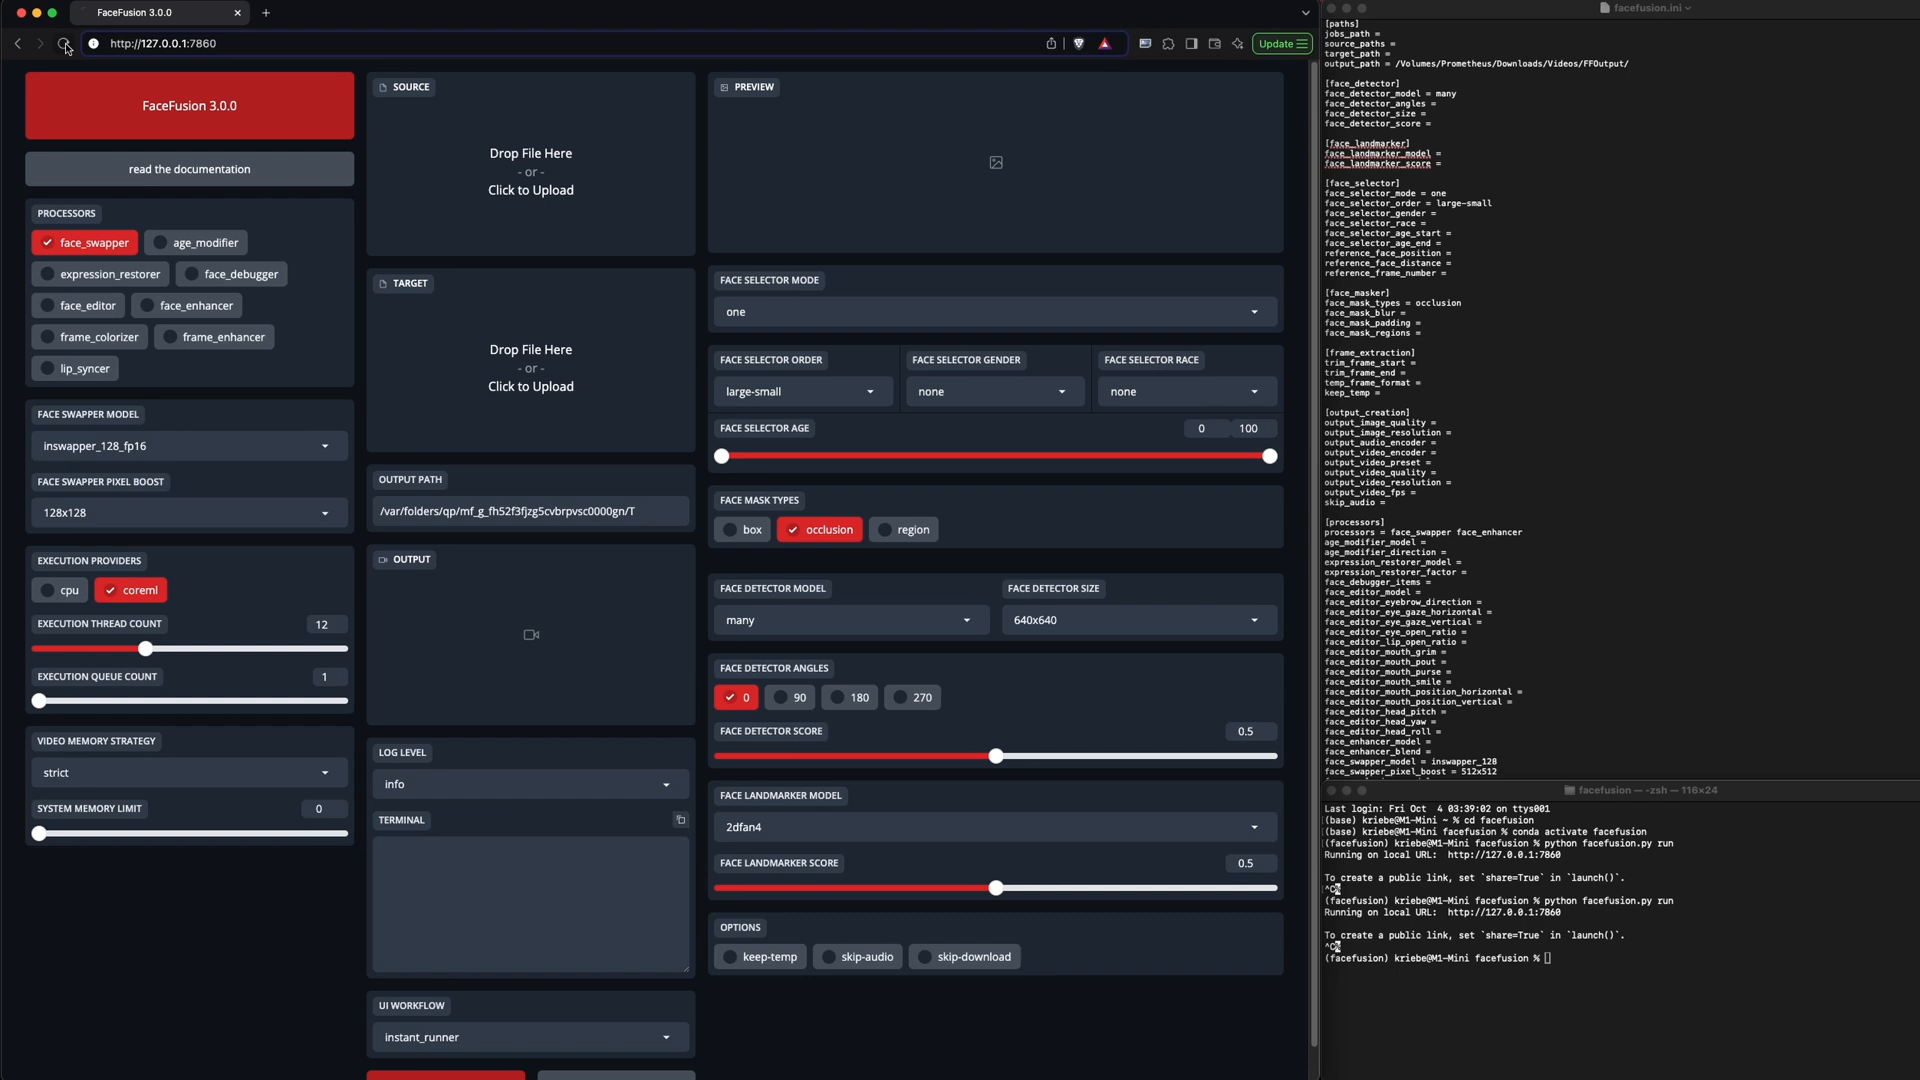 FaceFusion 3.0.0
http://127.0.0.1:7860
Update
FaceFusion 3.0.0
read the documentation
PROCESSORS
face_swapper
age_modifier
expression_restorer
face_debugger
face_editor
face_enhancer
frame_colorizer
frame_enhancer
lip_syncer
FACE SWAPPER MODEL
inswapper_128_fp16
FACE SWAPPER PIXEL BOOST
128x128
EXECUTION PROVIDERS
cpu
coreml
EXECUTION THREAD COUNT
12
EXECUTION QUEUE COUNT
1
VIDEO MEMORY STRATEGY
strict
SYSTEM MEMORY LIMIT
0
SOURCE
Drop File Here
- or -
Click to Upload
TARGET
Drop File Here
- or -
Click to Upload
OUTPUT PATH
/var/folders/qp/mf_g_fh52f3fjzg5cvbrpvsc0000gn/T
OUTPUT
LOG LEVEL
info
TERMINAL
UI WORKFLOW
instant_runner
PREVIEW
FACE SELECTOR MODE
one
FACE SELECTOR ORDER
large-small
FACE SELECTOR GENDER
none
FACE SELECTOR RACE
none
FACE SELECTOR AGE
0
100
FACE MASK TYPES
box
occlusion
region
FACE DETECTOR MODEL
many
FACE DETECTOR SIZE
640x640
FACE DETECTOR ANGLES
0
90
180
270
FACE DETECTOR SCORE
0.5
FACE LANDMARKER MODEL
2dfan4
FACE LANDMARKER SCORE
0.5
OPTIONS
keep-temp
skip-audio
skip-download
facefusion.ini
[paths]
jobs_path =
source_paths =
target_path =
output_path = /Volumes/Prometheus/Downloads/Videos/FFOutput/
[face_detector]
face_detector_model = many
face_detector_angles =
face_detector_size =
face_detector_score =
[face_landmarker]
face_landmarker_model =
face_landmarker_score =
[face_selector]
face_selector_mode = one
face_selector_order = large-small
face_selector_gender =
face_selector_race =
face_selector_age_start =
face_selector_age_end =
reference_face_position =
reference_face_distance =
reference_frame_number =
[face_masker]
face_mask_types = occlusion
face_mask_blur =
face_mask_padding =
face_mask_regions =
[frame_extraction]
trim_frame_start =
trim_frame_end =
temp_frame_format =
keep_temp =
[output_creation]
output_image_quality =
output_image_resolution =
output_audio_encoder =
output_video_encoder =
output_video_preset =
output_video_quality =
output_video_resolution =
output_video_fps =
skip_audio =
[processors]
processors = face_swapper face_enhancer
age_modifier_model =
age_modifier_direction =
expression_restorer_model =
expression_restorer_factor =
face_debugger_items =
face_editor_model =
face_editor_eyebrow_direction =
face_editor_eye_gaze_horizontal =
face_editor_eye_gaze_vertical =
face_editor_eye_open_ratio =
face_editor_lip_open_ratio =
face_editor_mouth_grim =
face_editor_mouth_pout =
face_editor_mouth_purse =
face_editor_mouth_smile =
face_editor_mouth_position_horizontal =
face_editor_mouth_position_vertical =
face_editor_head_pitch =
face_editor_head_yaw =
face_editor_head_roll =
face_enhancer_model =
face_enhancer_blend =
face_swapper_model = inswapper_128
face_swapper_pixel_boost = 512x512
facefusion — -zsh — 116×24
Last login: Fri Oct  4 03:39:02 on ttys001
(base) kriebe@M1-Mini ~ % cd facefusion
(base) kriebe@M1-Mini facefusion % conda activate facefusion
(facefusion) kriebe@M1-Mini facefusion % python facefusion.py run
Running on local URL:  http://127.0.0.1:7860
To create a public link, set `share=True` in `launch()`.
^C%
(facefusion) kriebe@M1-Mini facefusion % python facefusion.py run
Running on local URL:  http://127.0.0.1:7860
To create a public link, set `share=True` in `launch()`.
^C%
(facefusion) kriebe@M1-Mini facefusion %